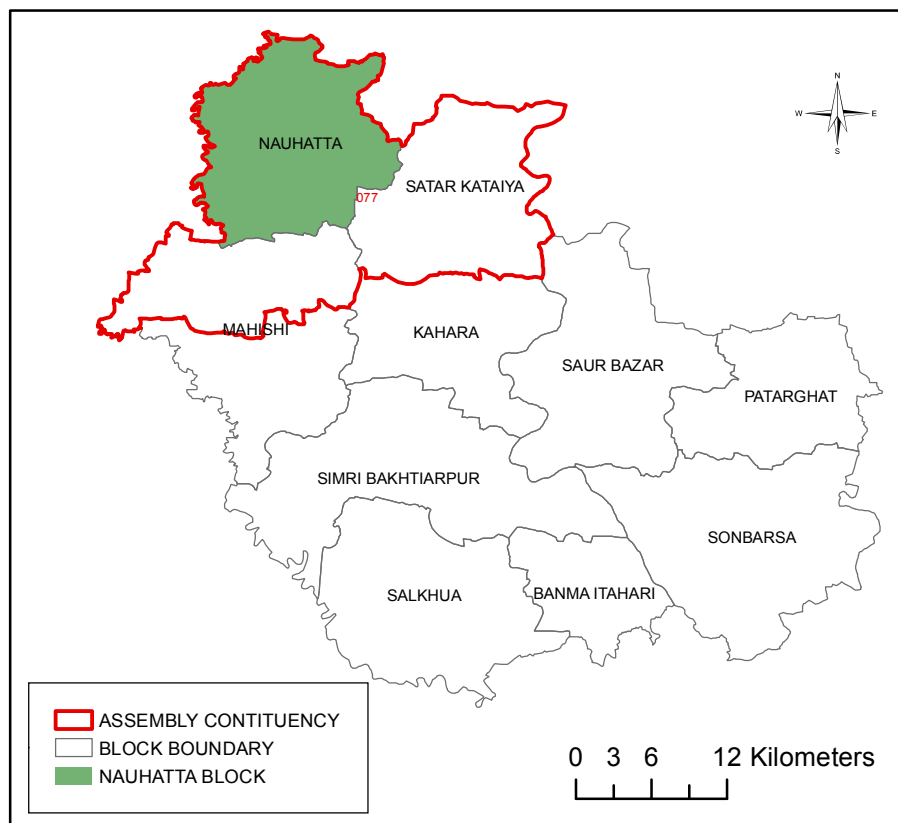 N
W E
S
NAUHATTA
SATAR KATAIYA
077
MAHISHI
KAHARA
SAUR BAZAR
PATARGHAT
SIMRI BAKHTIARPUR
SONBARSA
SALKHUA
BANMA ITAHARI
ASSEMBLY CONTITUENCY
BLOCK BOUNDARY
NAUHATTA BLOCK
0 3 6 12 Kilometers